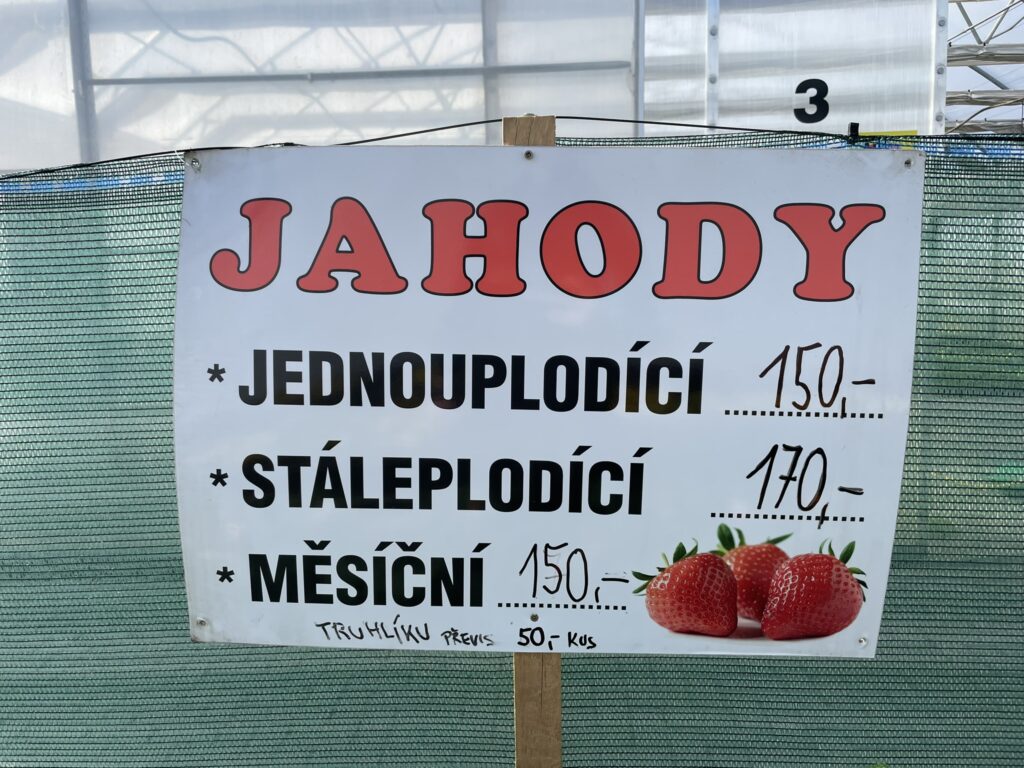 3
JAHODY
* JEDNOUPLODÍCÍ 150,-
* STÁLEPLODÍCÍ 170,-
* MĚSÍČNÍ 150,-
TRUHLÍKU PŘEVIS 50,- KUS